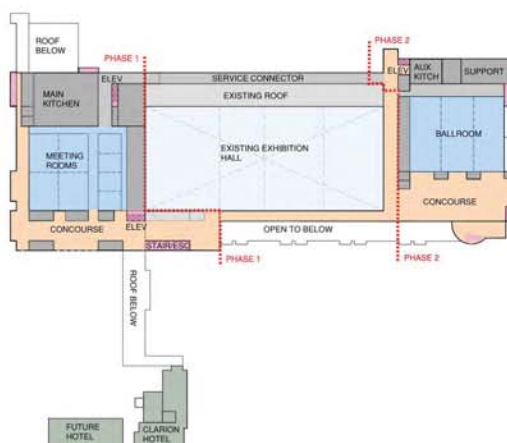 ROOF
BELOW
PHASE 1
PHASE 2
ELEV
SERVICE CONNECTOR
ELEV
AUX
KITCH
SUPPORT
MAIN
KITCHEN
EXISTING ROOF
MEETING
ROOMS
EXISTING EXHIBITION
HALL
BALLROOM
CONCOURSE
CONCOURSE
ELEV
OPEN TO BELOW
STAIR/ESC
PHASE 1
PHASE 2
ROOF BELOW
FUTURE
HOTEL
CLARION
HOTEL